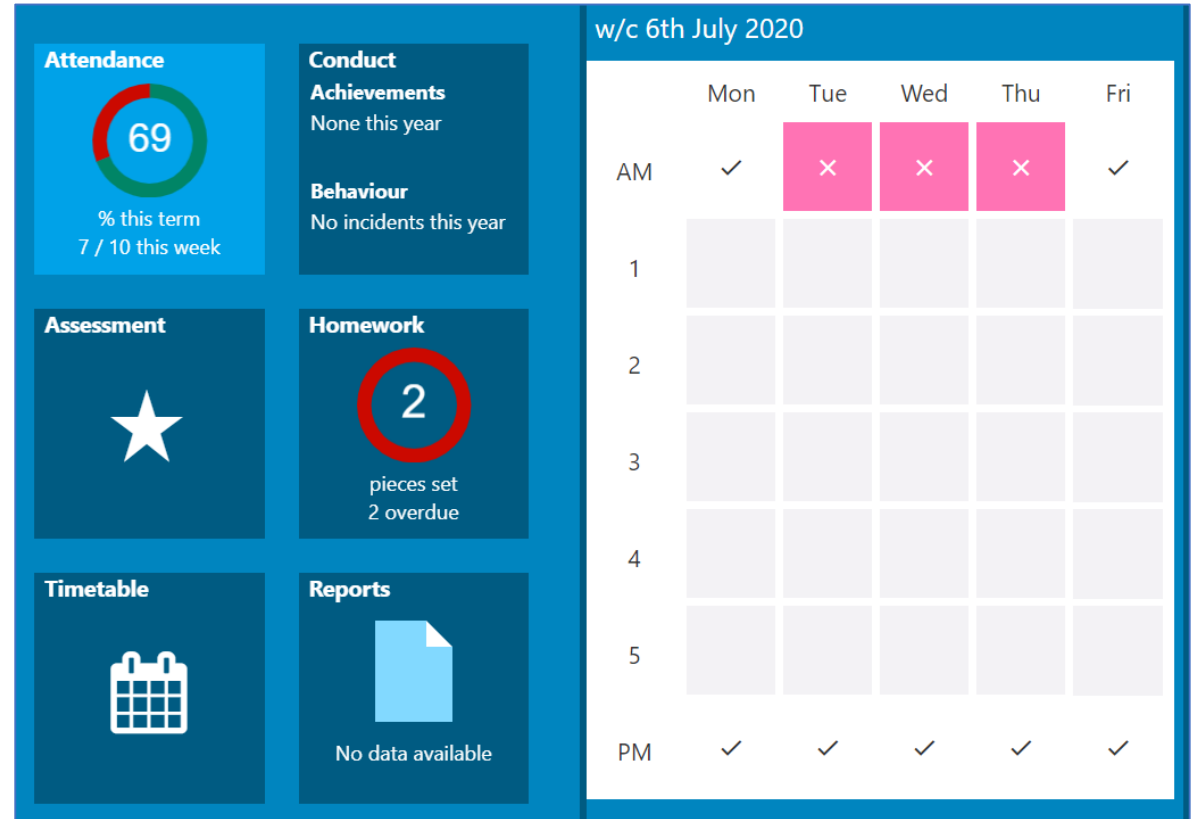 Attendance
69
% this term
7 / 10 this week
Conduct
Achievements
None this year
Behaviour
No incidents this year
Assessment
Homework
2
pieces set
2 overdue
Timetable
Reports
No data available
w/c 6th July 2020
Mon Tue Wed Thu Fri
AM ✓ ✕ ✕ ✕ ✓
1
2
3
4
5
PM ✓ ✓ ✓ ✓ ✓